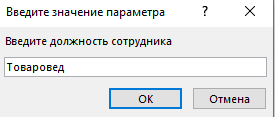 Введите значение параметра ? ×
Введите должность сотрудника
Товаровед
ОК Отмена